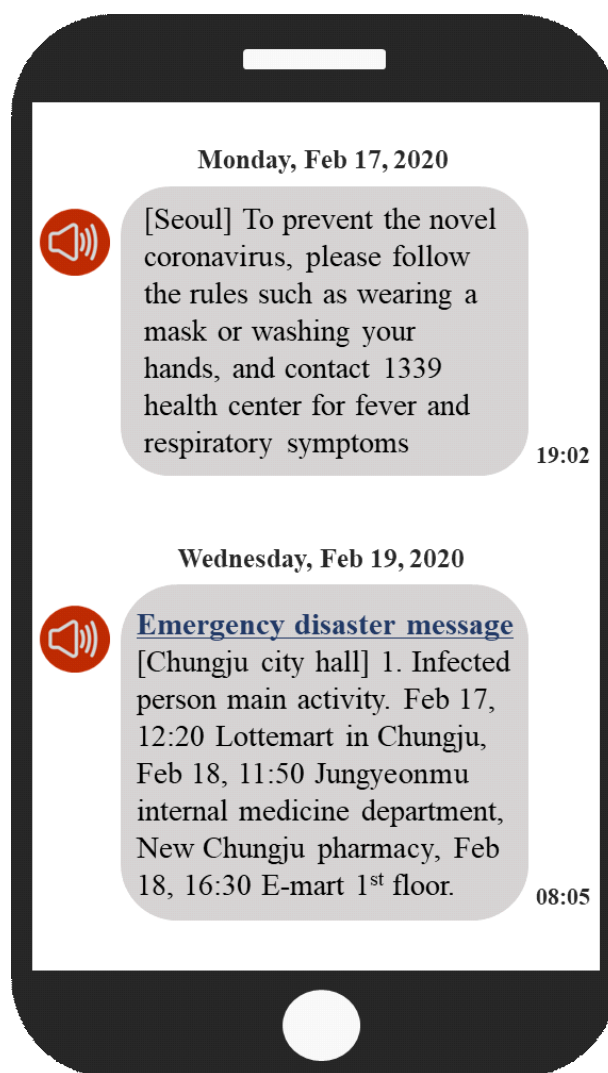 Monday, Feb 17, 2020
[Seoul] To prevent the novel
coronavirus, please follow
the rules such as wearing a
mask or washing your
hands, and contact 1339
health center for fever and
respiratory symptoms
19:02
Wednesday, Feb 19, 2020
Emergency disaster message
[Chungju city hall] 1. Infected
person main activity. Feb 17,
12:20 Lottemart in Chungju,
Feb 18, 11:50 Jungyeonmu
internal medicine department,
New Chungju pharmacy, Feb
18, 16:30 E-mart 1st floor.
08:05